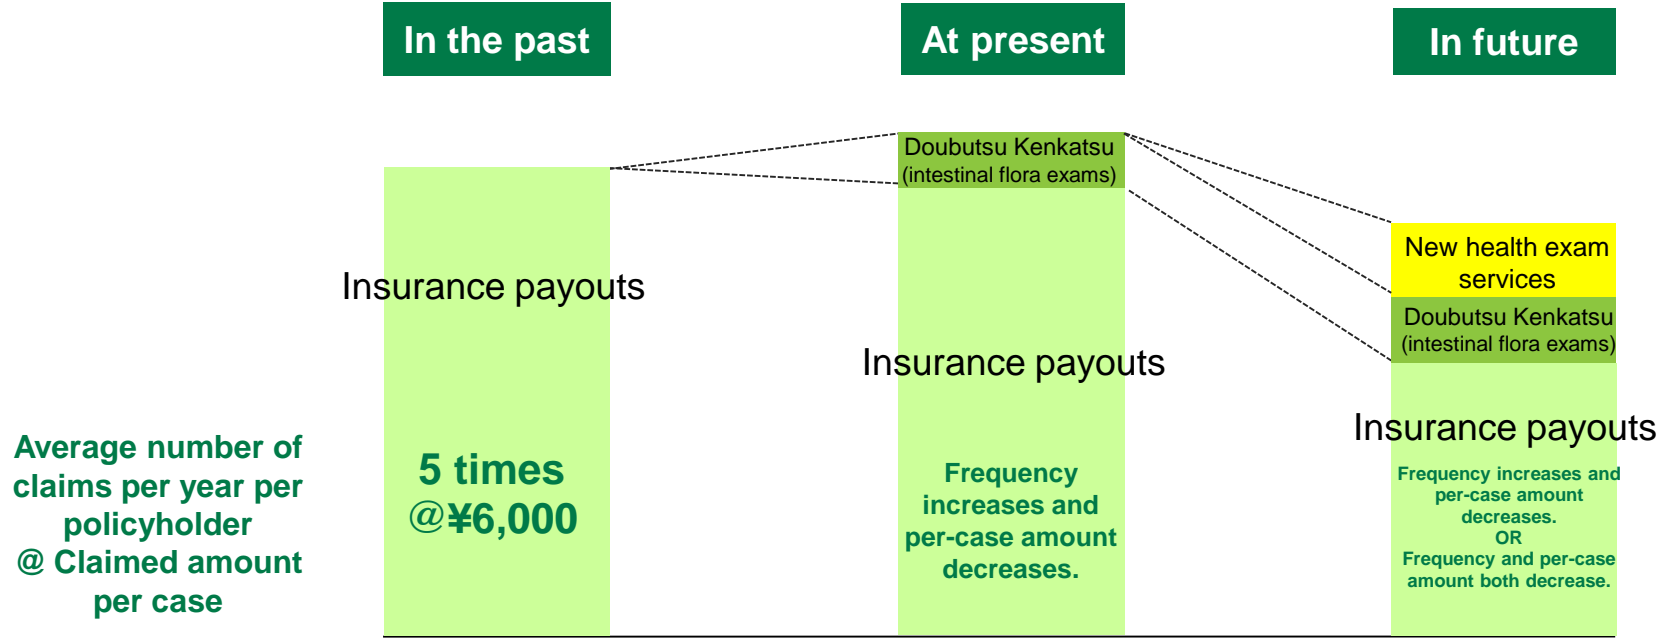 In the past
At present
In future
Doubutsu Kenkatsu
(intestinal flora exams)
New health exam
services
Doubutsu Kenkatsu
(intestinal flora exams)
Insurance payouts
Insurance payouts
Insurance payouts
Average number of
claims per year per
policyholder
@ Claimed amount
per case
5 times
@¥6,000
Frequency
increases and
per-case amount
decreases.
Frequency increases and
per-case amount
decreases.
OR
Frequency and per-case
amount both decrease.